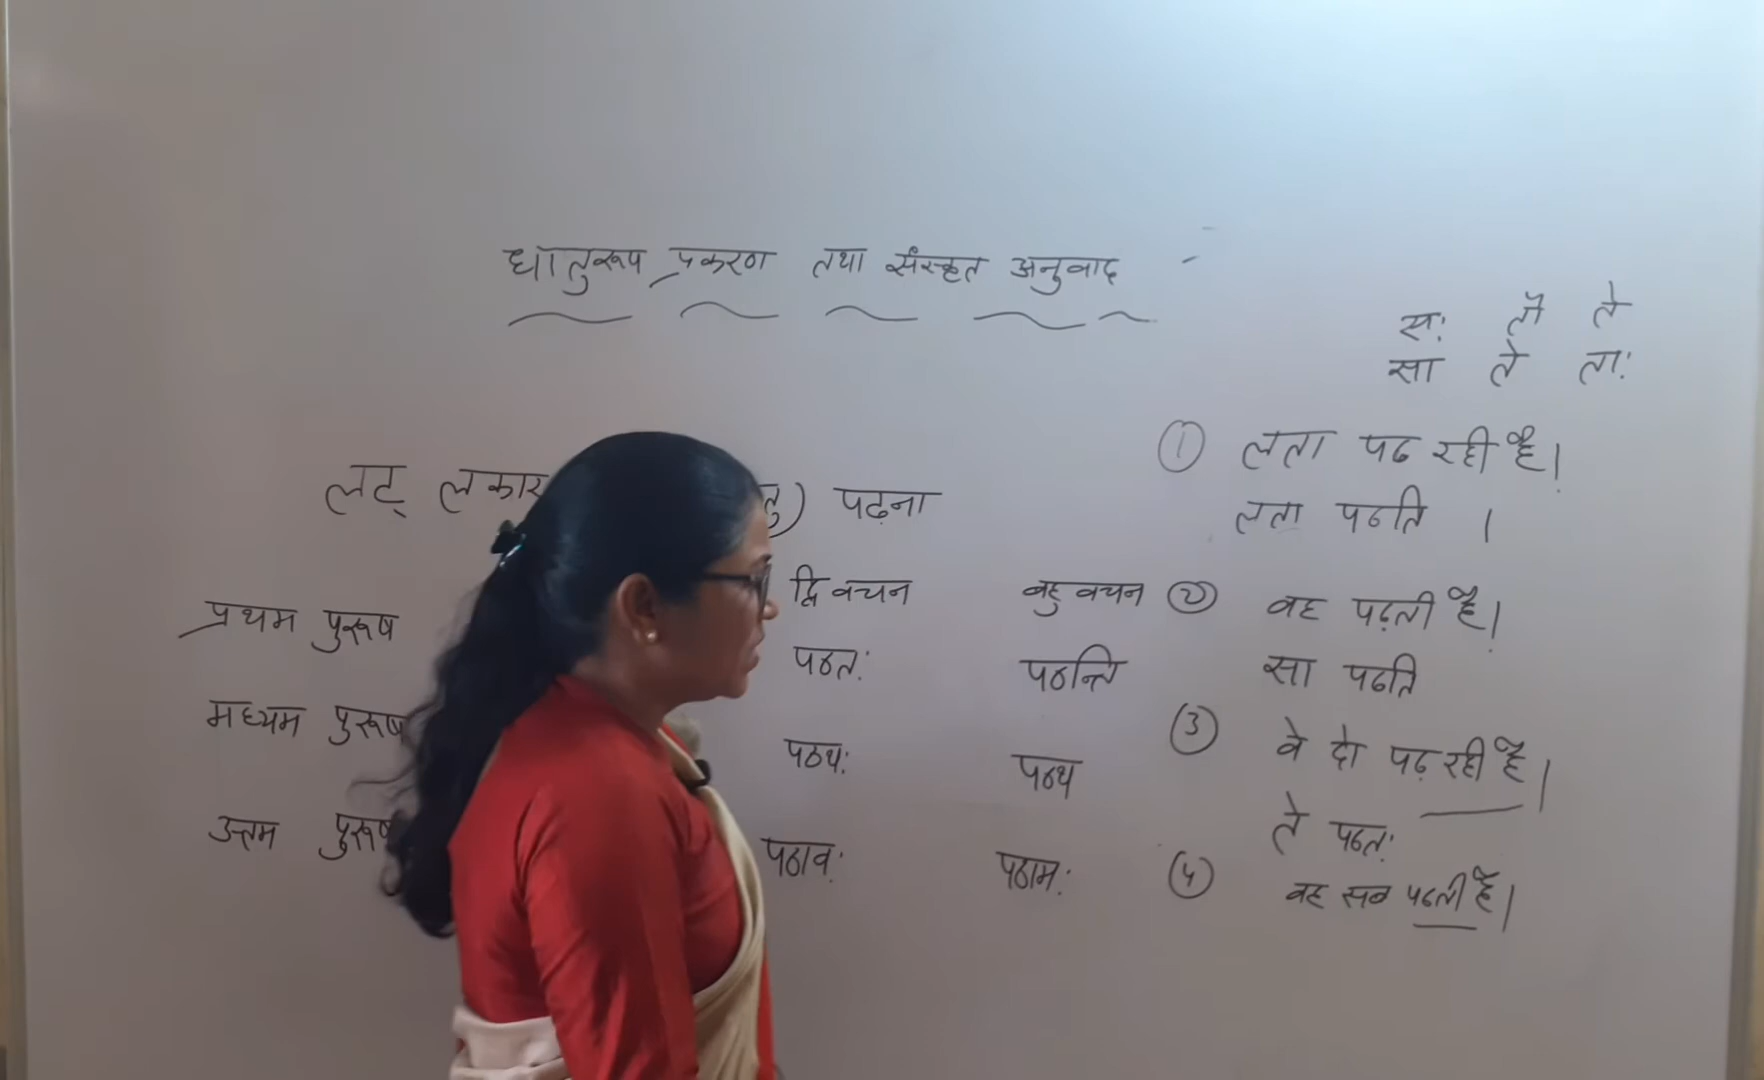 धातुरूप प्रकरण तथा संस्कृत अनुवाद -
सः तौ ते
सा ते ताः
लट् लकार पढ़ना
द्विवचन बहुवचन
प्रथम पुरूष पठतः पठन्ति
मध्यम पुरूष पठथः पठथ
उत्तम पुरूष पठावः पठामः
① लता पढ रही है।
लता पठति ।
② वह पढ़ती है।
सा पठति
③ वे दो पढ़ रही है।
ते पठतः
④ वह सब पढती है।